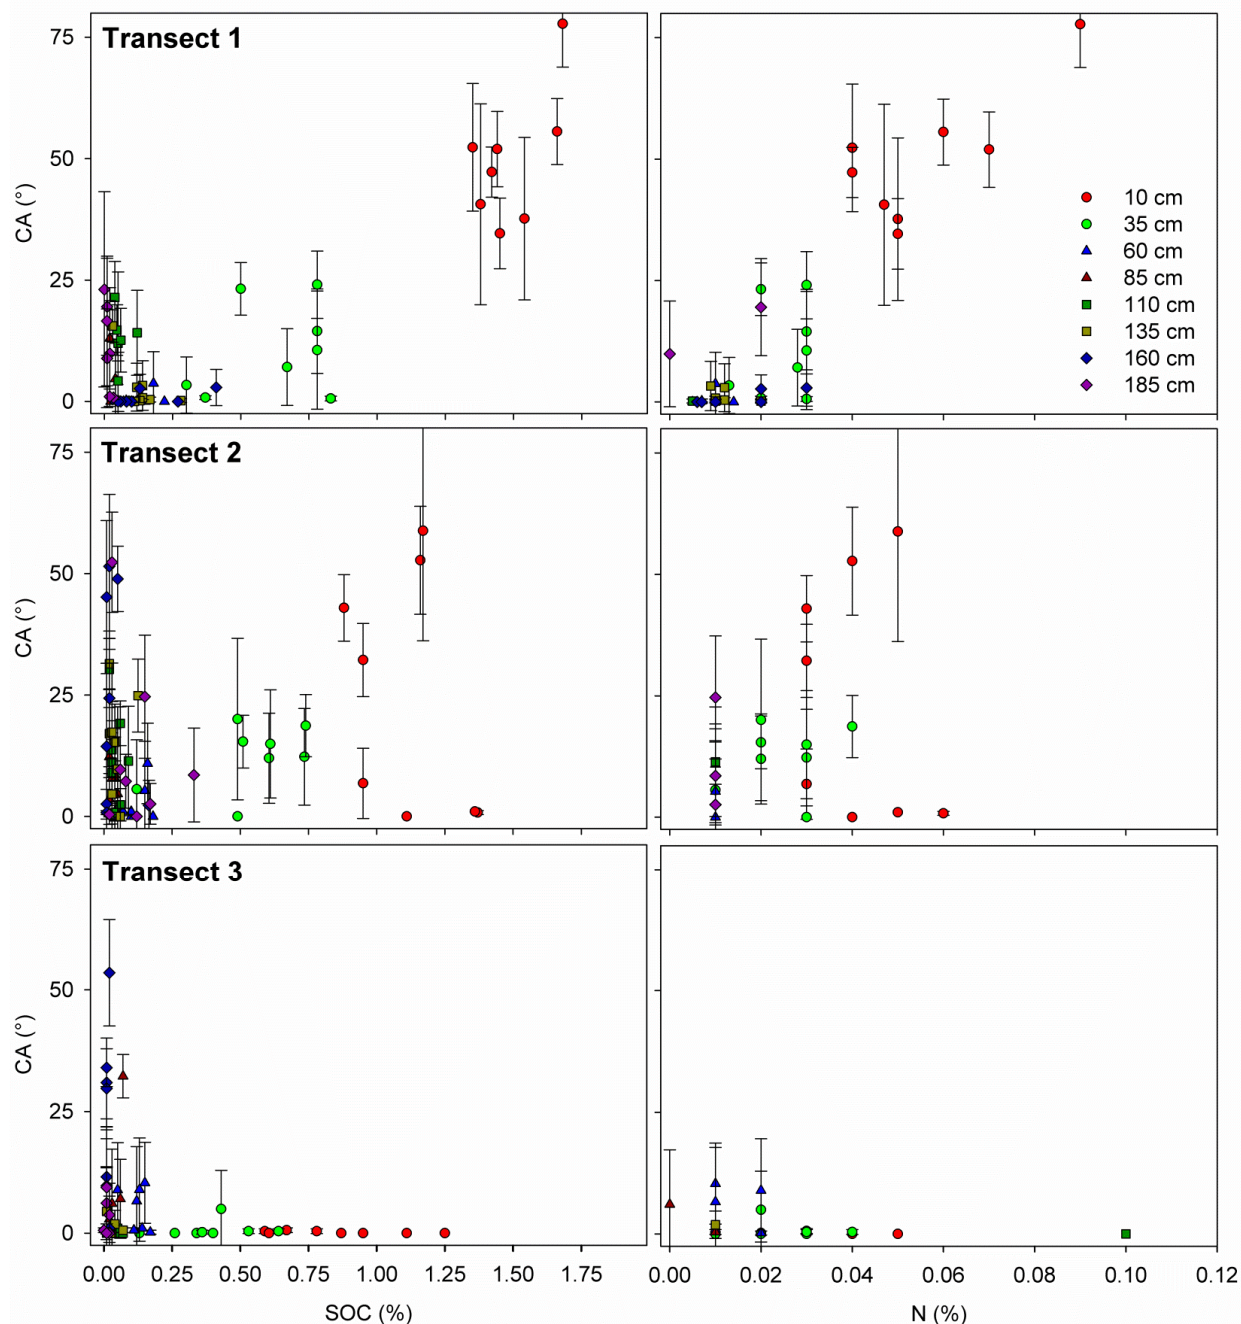 75
Transect 1
50
CA (°)
25
0
10 cm
35 cm
60 cm
85 cm
110 cm
135 cm
160 cm
185 cm
75
Transect 2
50
CA (°)
25
0
75
Transect 3
50
CA (°)
25
0
0.00 0.25 0.50 0.75 1.00 1.25 1.50 1.75
0.00 0.02 0.04 0.06 0.08 0.10 0.12
SOC (%)
N (%)